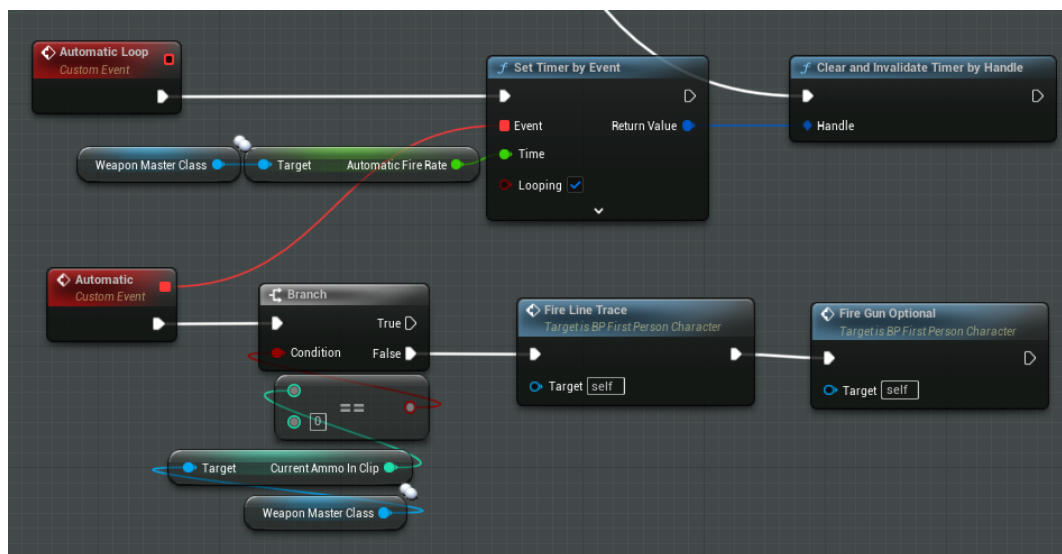 Automatic Loop
Custom Event
Set Timer by Event
Event Return Value
Time
Looping
Clear and Invalidate Timer by Handle
Handle
Weapon Master Class
Target Automatic Fire Rate
Automatic
Custom Event
Branch
True
Condition False
0 ==
Target Current Ammo In Clip
Weapon Master Class
Fire Line Trace
Target is BP First Person Character
Target self
Fire Gun Optional
Target is BP First Person Character
Target self